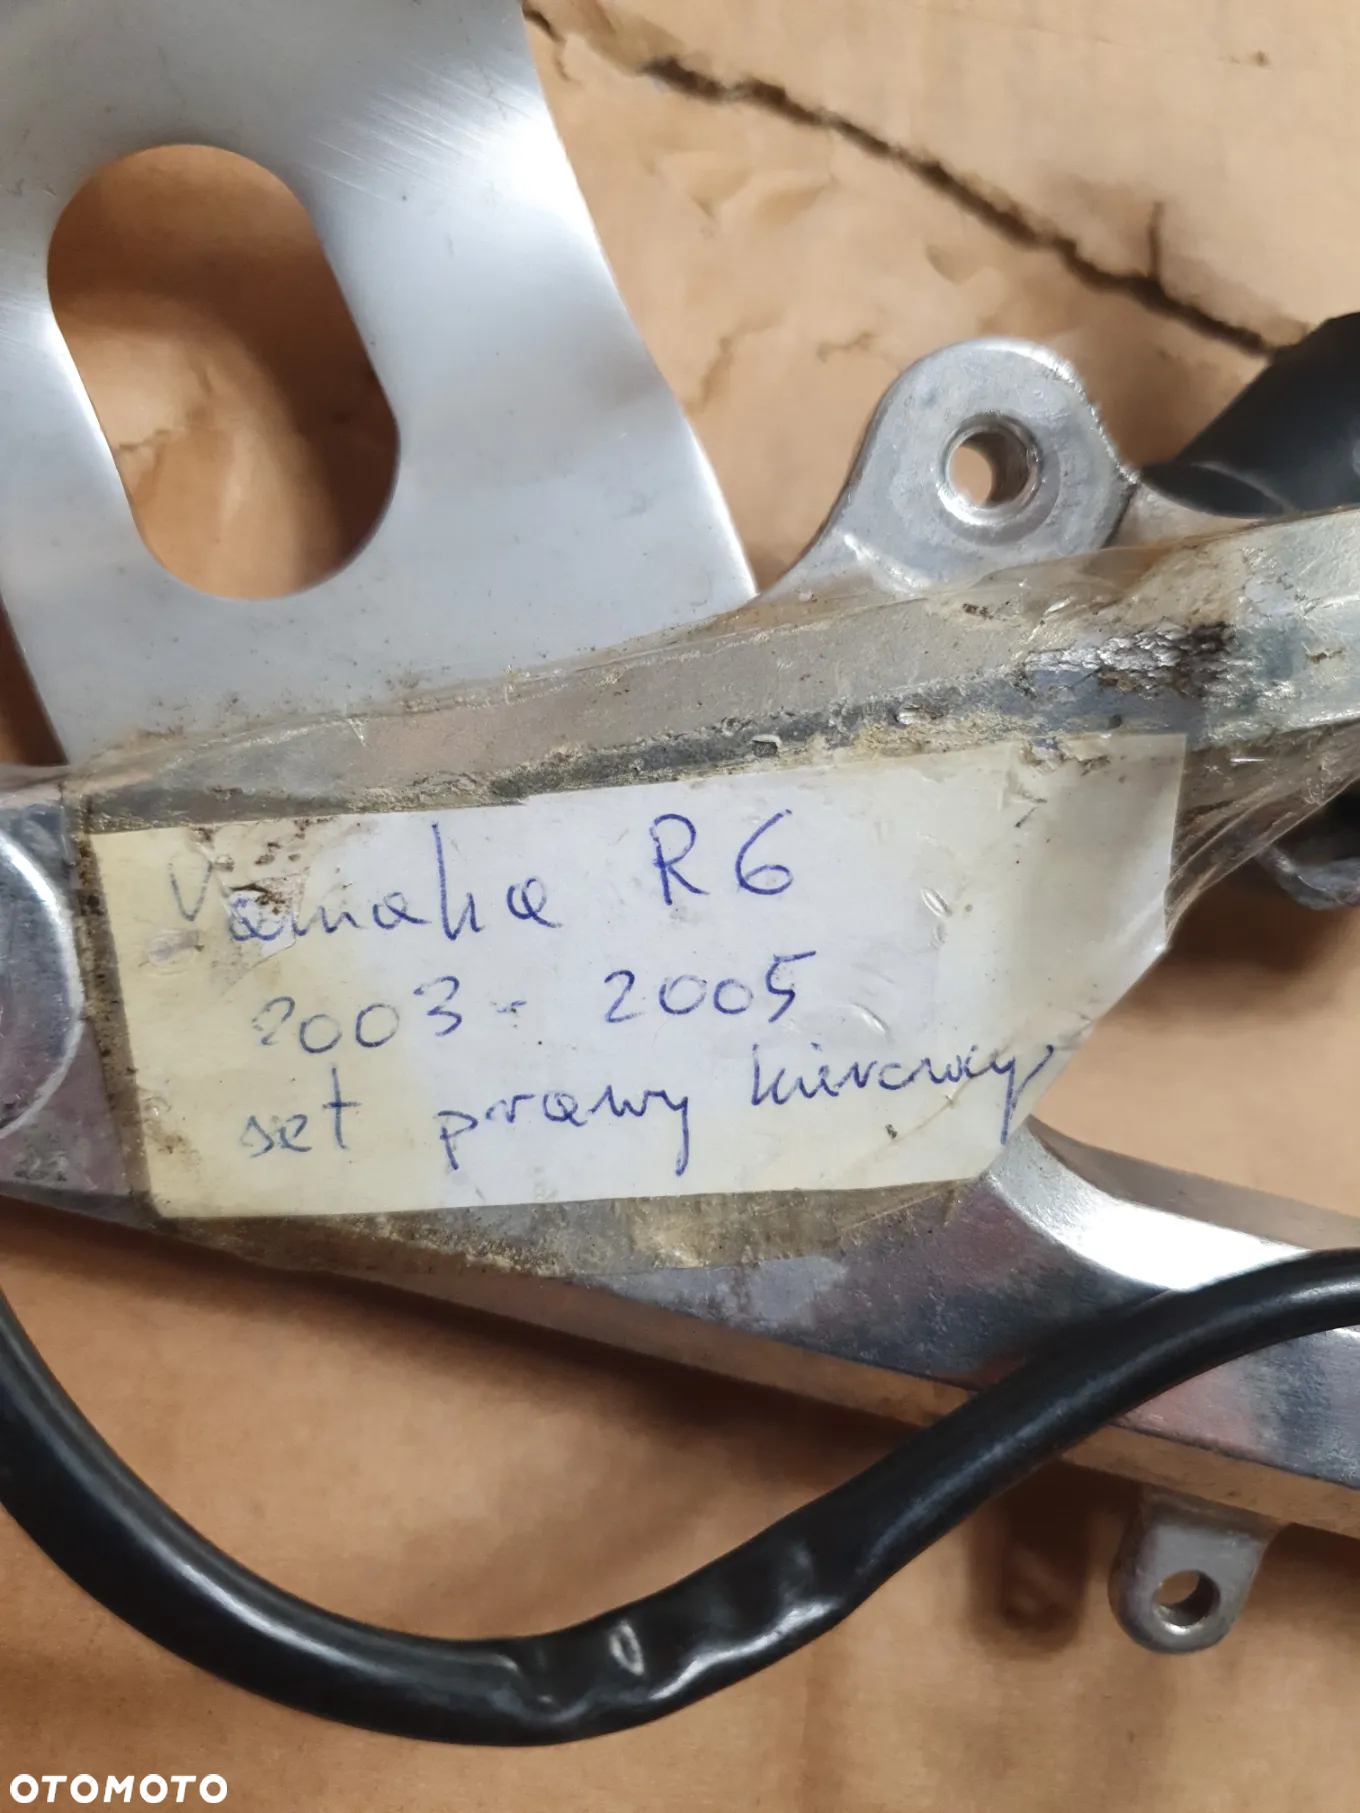 Yamaha R6
2003 - 2005
set prawy kierowcy
OTOMOTO